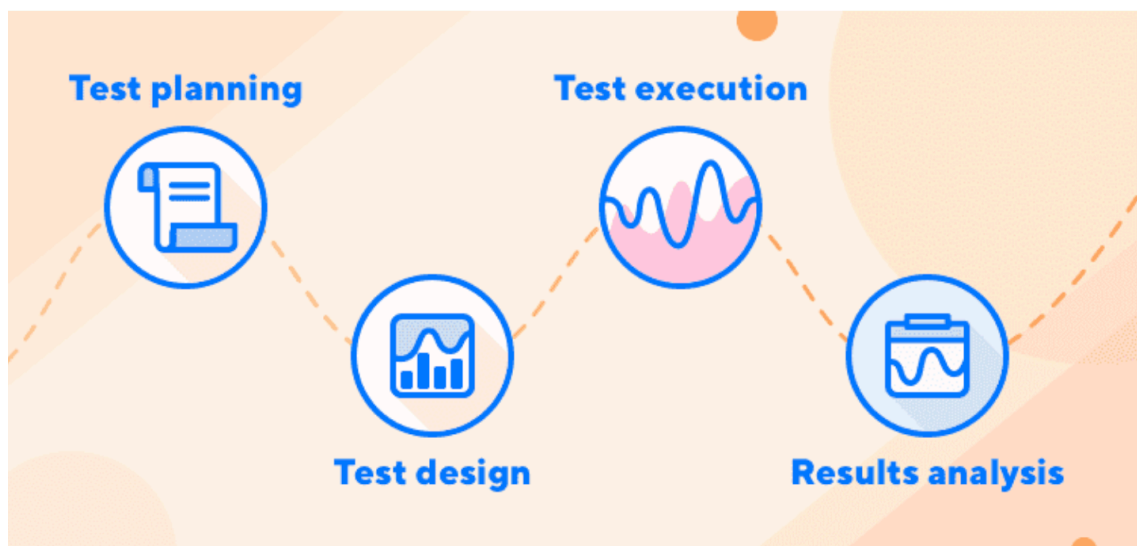 Test planning
Test execution
Test design
Results analysis